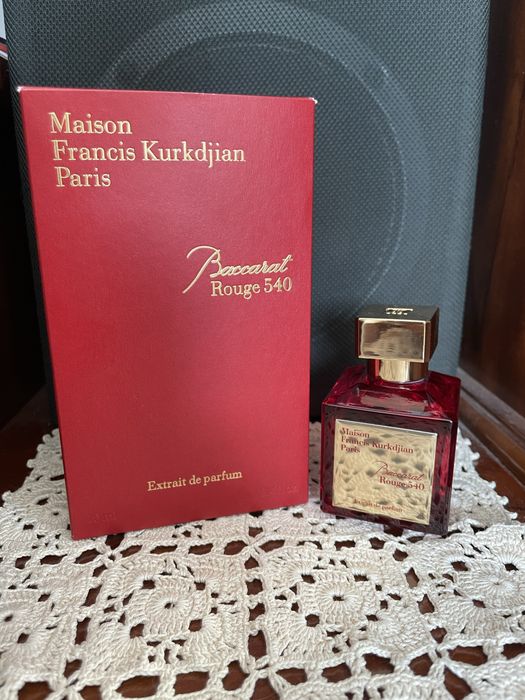 Maison
Francis Kurkdjian
Paris
Baccarat
Rouge 540
Extrait de parfum
Maison
Francis Kurkdjian
Paris
Baccarat
Rouge 540
Extrait de parfum